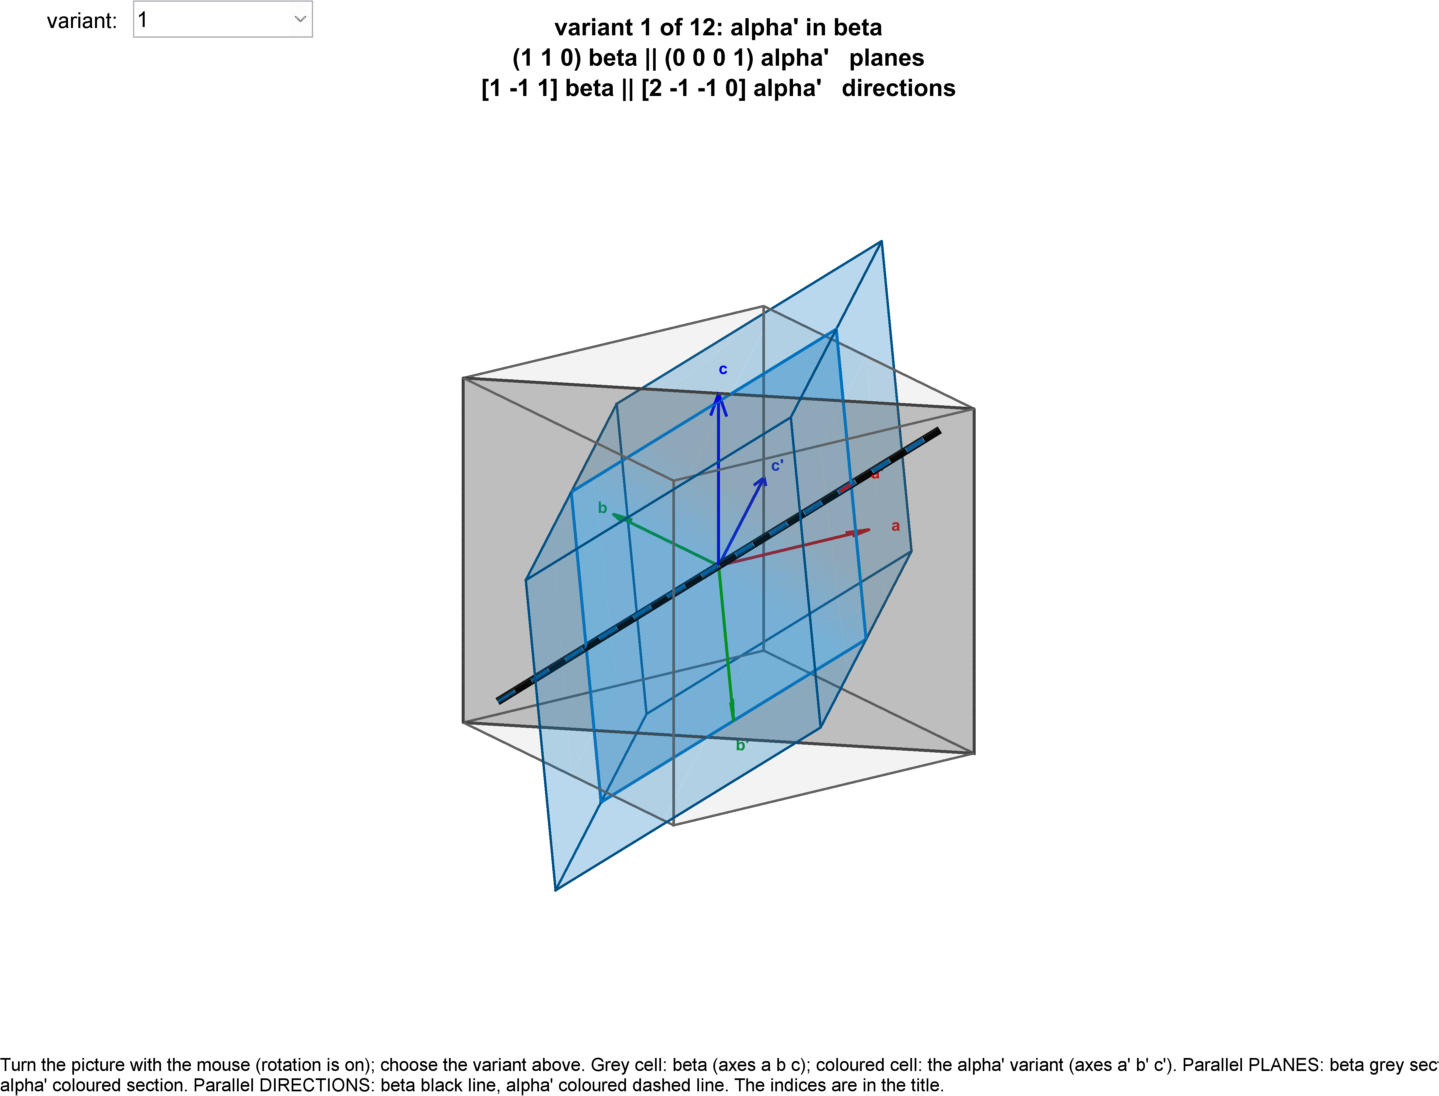 variant: 1
variant 1 of 12: alpha' in beta
(1 1 0) beta || (0 0 0 1) alpha' planes
[1 -1 1] beta || [2 -1 -1 0] alpha' directions
c
c'
b
a
b'
Turn the picture with the mouse (rotation is on); choose the variant above. Grey cell: beta (axes a b c); coloured cell: the alpha' variant (axes a' b' c'). Parallel PLANES: beta grey
alpha' coloured section. Parallel DIRECTIONS: beta black line, alpha' coloured dashed line. The indices are in the title.